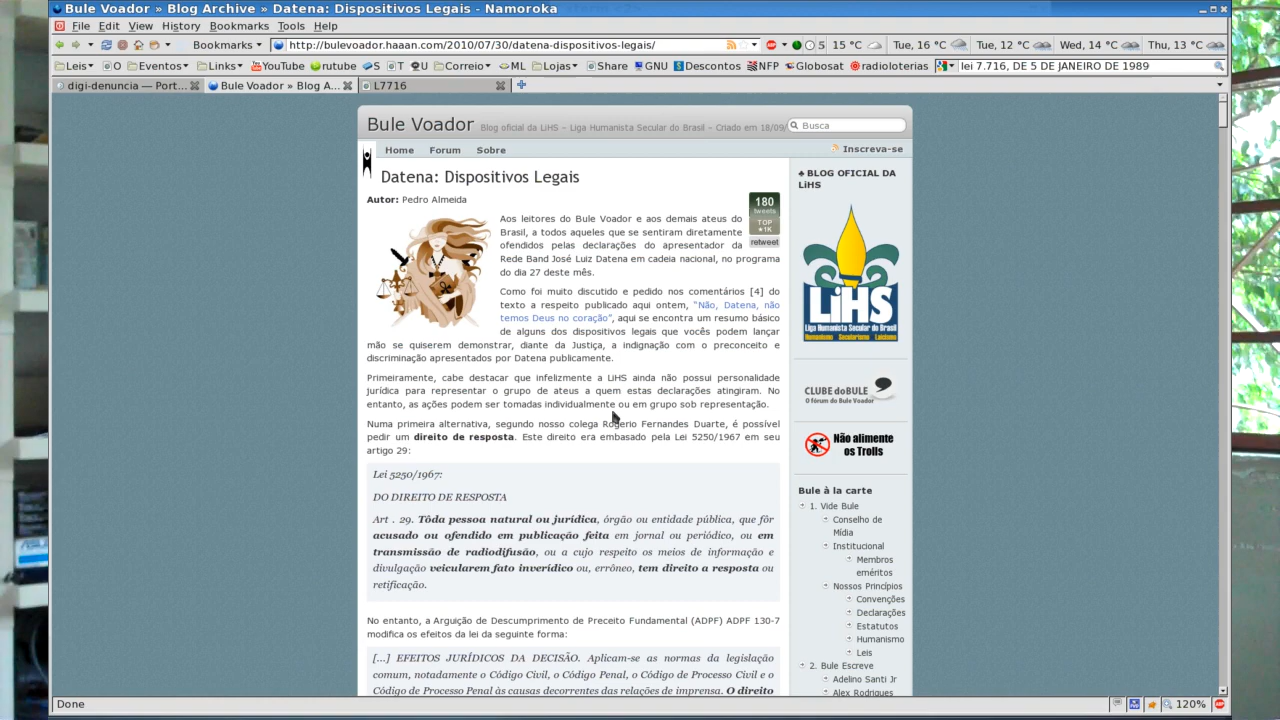 Bule Voador » Blog Archive » Datena: Dispositivos Legais - Namoroka
File Edit View History Bookmarks Tools Help
Bookmarks http://bulevoador.haaan.com/2010/07/30/datena-dispositivos-legais/ 5 15 °C Tue, 16 °C Tue, 12 °C Wed, 14 °C Thu, 13 °C
Leis O Eventos Links YouTube rutube S T U Correio ML Lojas Share GNU Descontos NFP Globosat radioloterias lei 7.716, DE 5 DE JANEIRO DE 1989
digi-denuncia — Port... Bule Voador » Blog A... L7716
Bule Voador Blog oficial da LiHS – Liga Humanista Secular do Brasil – Criado em 18/09/ Busca
Home Forum Sobre Inscreva-se
Datena: Dispositivos Legais
Autor: Pedro Almeida
180
tweets
TOP
★1K
retweet
Aos leitores do Bule Voador e aos demais ateus do
Brasil, a todos aqueles que se sentiram diretamente
ofendidos pelas declarações do apresentador da
Rede Band José Luiz Datena em cadeia nacional, no programa
do dia 27 deste mês.
Como foi muito discutido e pedido nos comentários [4] do
texto a respeito publicado aqui ontem, “Não, Datena, não
temos Deus no coração”, aqui se encontra um resumo básico
de alguns dos dispositivos legais que vocês podem lançar
mão se quiserem demonstrar, diante da Justiça, a indignação com o preconceito e
discriminação apresentados por Datena publicamente.
Primeiramente, cabe destacar que infelizmente a LiHS ainda não possui personalidade
jurídica para representar o grupo de ateus a quem estas declarações atingiram. No
entanto, as ações podem ser tomadas individualmente ou em grupo sob representação.
Numa primeira alternativa, segundo nosso colega Rogerio Fernandes Duarte, é possível
pedir um direito de resposta. Este direito era embasado pela Lei 5250/1967 em seu
artigo 29:
Lei 5250/1967:
DO DIREITO DE RESPOSTA
Art . 29. Tôda pessoa natural ou jurídica, órgão ou entidade pública, que fôr
acusado ou ofendido em publicação feita em jornal ou periódico, ou em
transmissão de radiodifusão, ou a cujo respeito os meios de informação e
divulgação veicularem fato inverídico ou, errôneo, tem direito a resposta ou
retificação.
No entanto, a Arguição de Descumprimento de Preceito Fundamental (ADPF) ADPF 130-7
modifica os efeitos da lei da seguinte forma:
[...] EFEITOS JURÍDICOS DA DECISÃO. Aplicam-se as normas da legislação
comum, notadamente o Código Civil, o Código Penal, o Código de Processo Civil e o
Código de Processo Penal às causas decorrentes das relações de imprensa. O direito
♣ BLOG OFICIAL DA
LiHS
LiHS
Liga Humanista Secular do Brasil
Humanismo Secularismo Laicismo
CLUBE doBULE
O fórum do Bule Voador
Não alimente
os Trolls
Bule à la carte
1. Vide Bule
Conselho de
Mídia
Institucional
Membros
eméritos
Nossos Princípios
Convenções
Declarações
Estatutos
Humanismo
Leis
2. Bule Escreve
Adelino Santi Jr
Alex Rodrigues
Done 120%